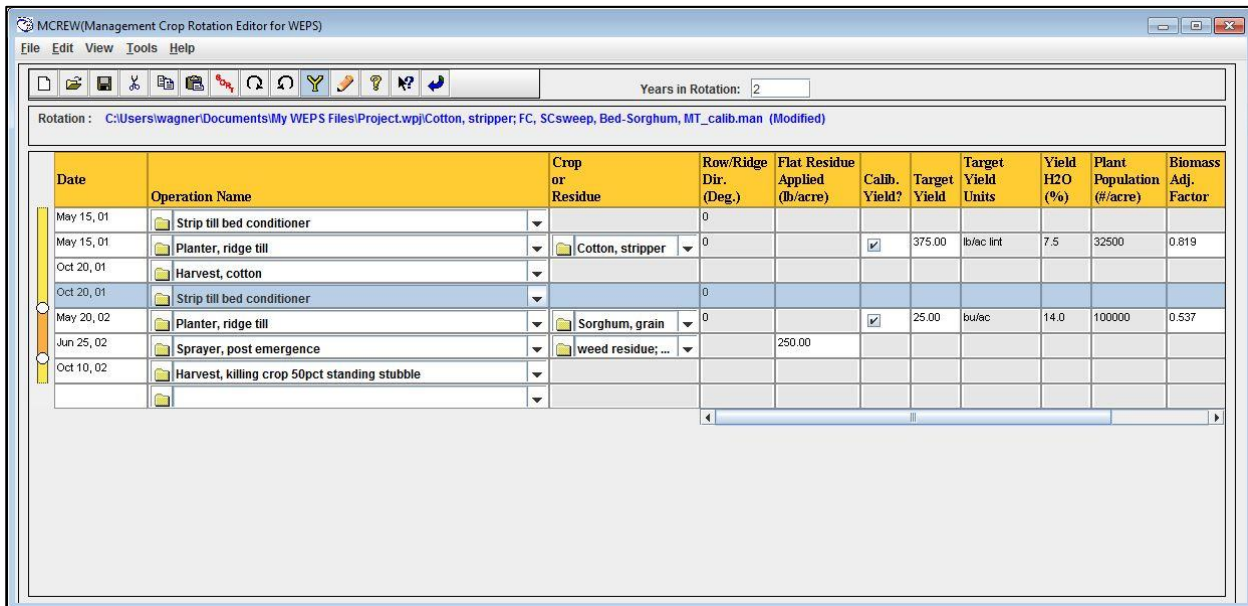 MCREW(Management Crop Rotation Editor for WEPS)
File Edit View Tools Help
Years in Rotation: 2
Rotation : C:\Users\wagner\Documents\My WEPS Files\Project.wpj\Cotton, stripper; FC, SCsweep, Bed-Sorghum, MT_calib.man (Modified)
Date Operation Name Crop or Residue Row/Ridge Dir. (Deg.) Flat Residue Applied (lb/acre) Calib. Yield? Target Yield Target Yield Units Yield H2O (%) Plant Population (#/acre) Biomass Adj. Factor
May 15, 01 Strip till bed conditioner 0
May 15, 01 Planter, ridge till Cotton, stripper 0 375.00 lb/ac lint 7.5 32500 0.819
Oct 20, 01 Harvest, cotton
Oct 20, 01 Strip till bed conditioner 0
May 20, 02 Planter, ridge till Sorghum, grain 0 25.00 bu/ac 14.0 100000 0.537
Jun 25, 02 Sprayer, post emergence weed residue; ... 250.00
Oct 10, 02 Harvest, killing crop 50pct standing stubble